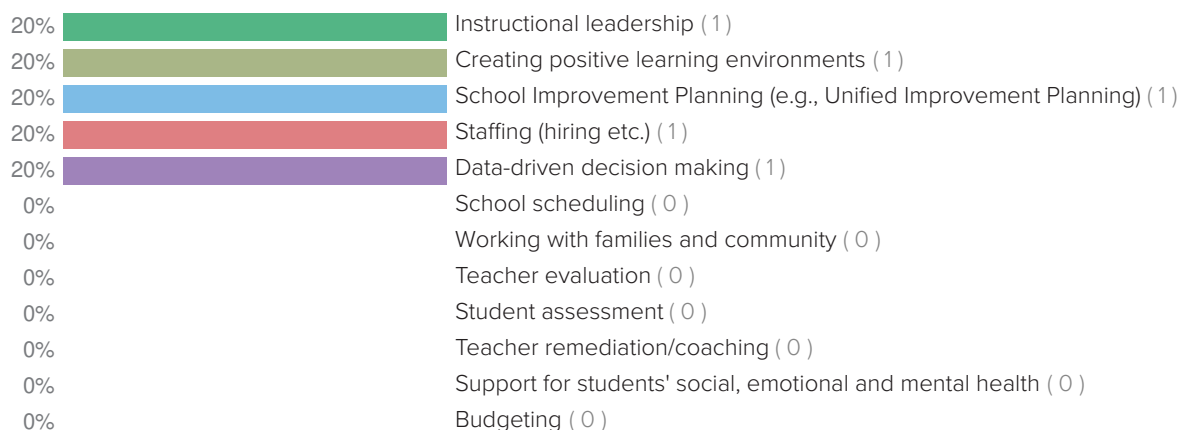 20% Instructional leadership (1)
20% Creating positive learning environments (1)
20% School Improvement Planning (e.g., Unified Improvement Planning) (1)
20% Staffing (hiring etc.) (1)
20% Data-driven decision making (1)
0% School scheduling (0)
0% Working with families and community (0)
0% Teacher evaluation (0)
0% Student assessment (0)
0% Teacher remediation/coaching (0)
0% Support for students' social, emotional and mental health (0)
0% Budgeting (0)